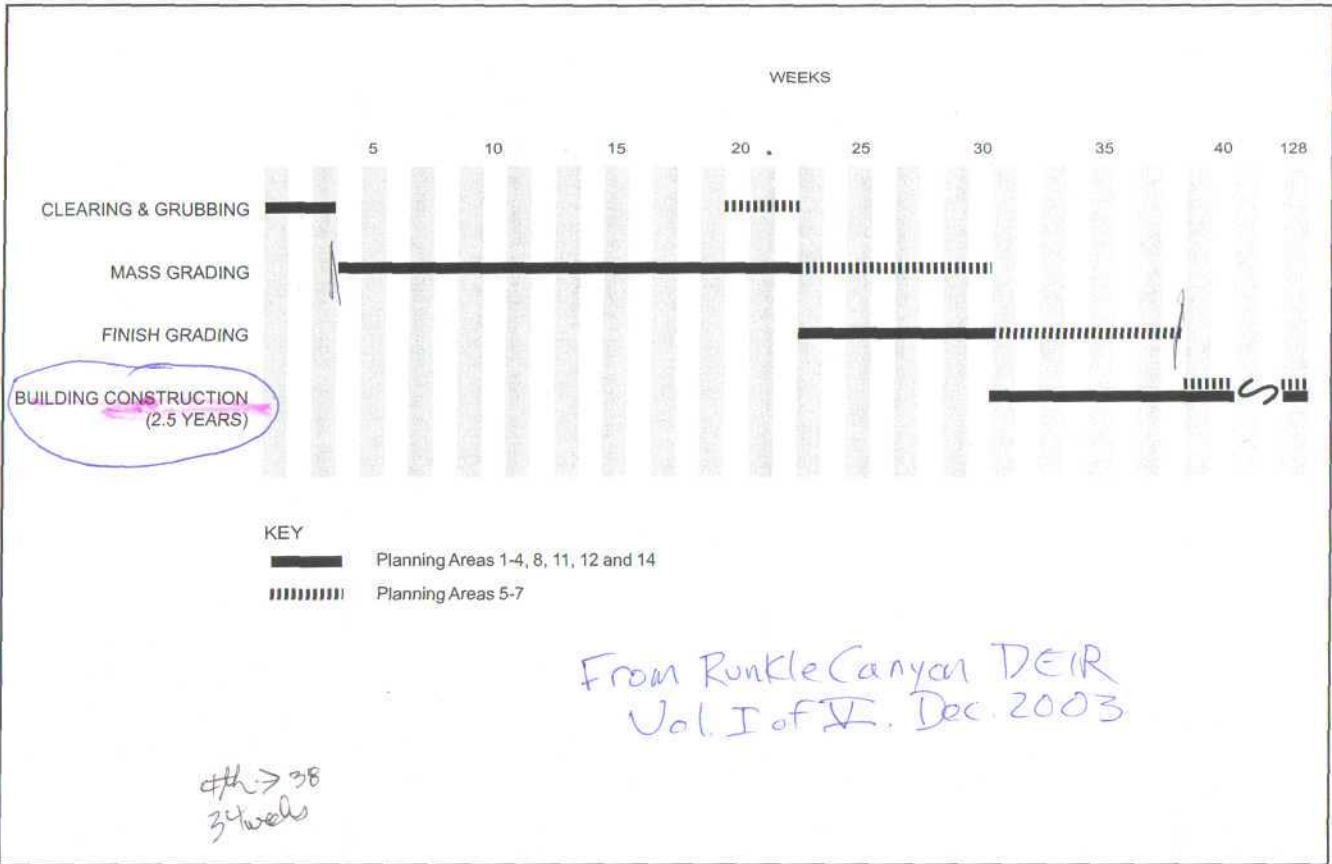 WEEKS
5 10 15 20 25 30 35 40 128
CLEARING & GRUBBING
MASS GRADING
FINISH GRADING
BUILDING CONSTRUCTION
(2.5 YEARS)
KEY
Planning Areas 1-4, 8, 11, 12 and 14
Planning Areas 5-7
From Runkle Canyon DEIR
Vol. I of IV. Dec. 2003
4th -> 38
34 weeks